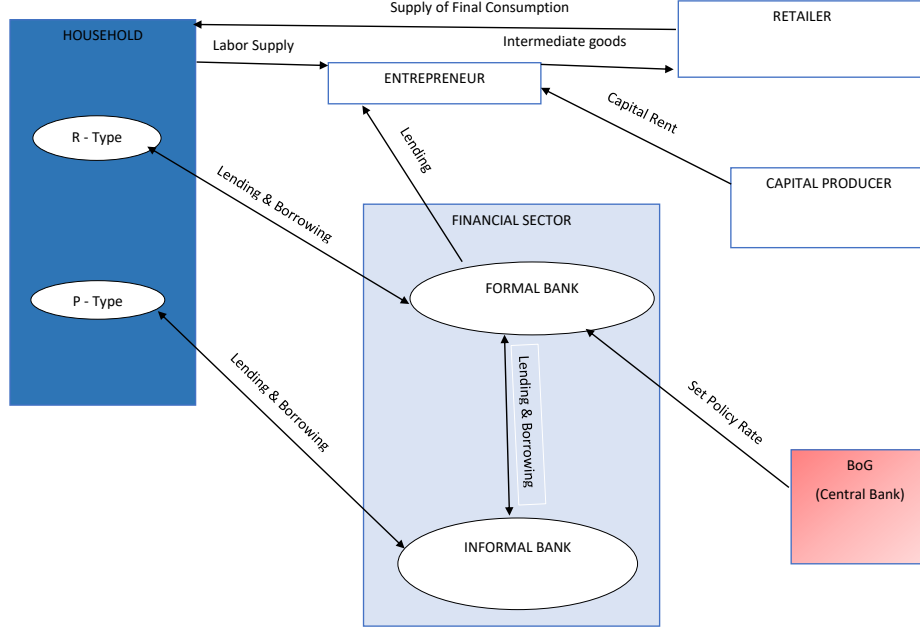 Supply of Final Consumption
RETAILER
HOUSEHOLD
Labor Supply
Intermediate goods
ENTREPRENEUR
Capital Rent
R - Type
Lending
CAPITAL PRODUCER
Lending & Borrowing
FINANCIAL SECTOR
FORMAL BANK
P - Type
Lending & Borrowing
Lending & Borrowing
Set Policy Rate
BoG
(Central Bank)
INFORMAL BANK